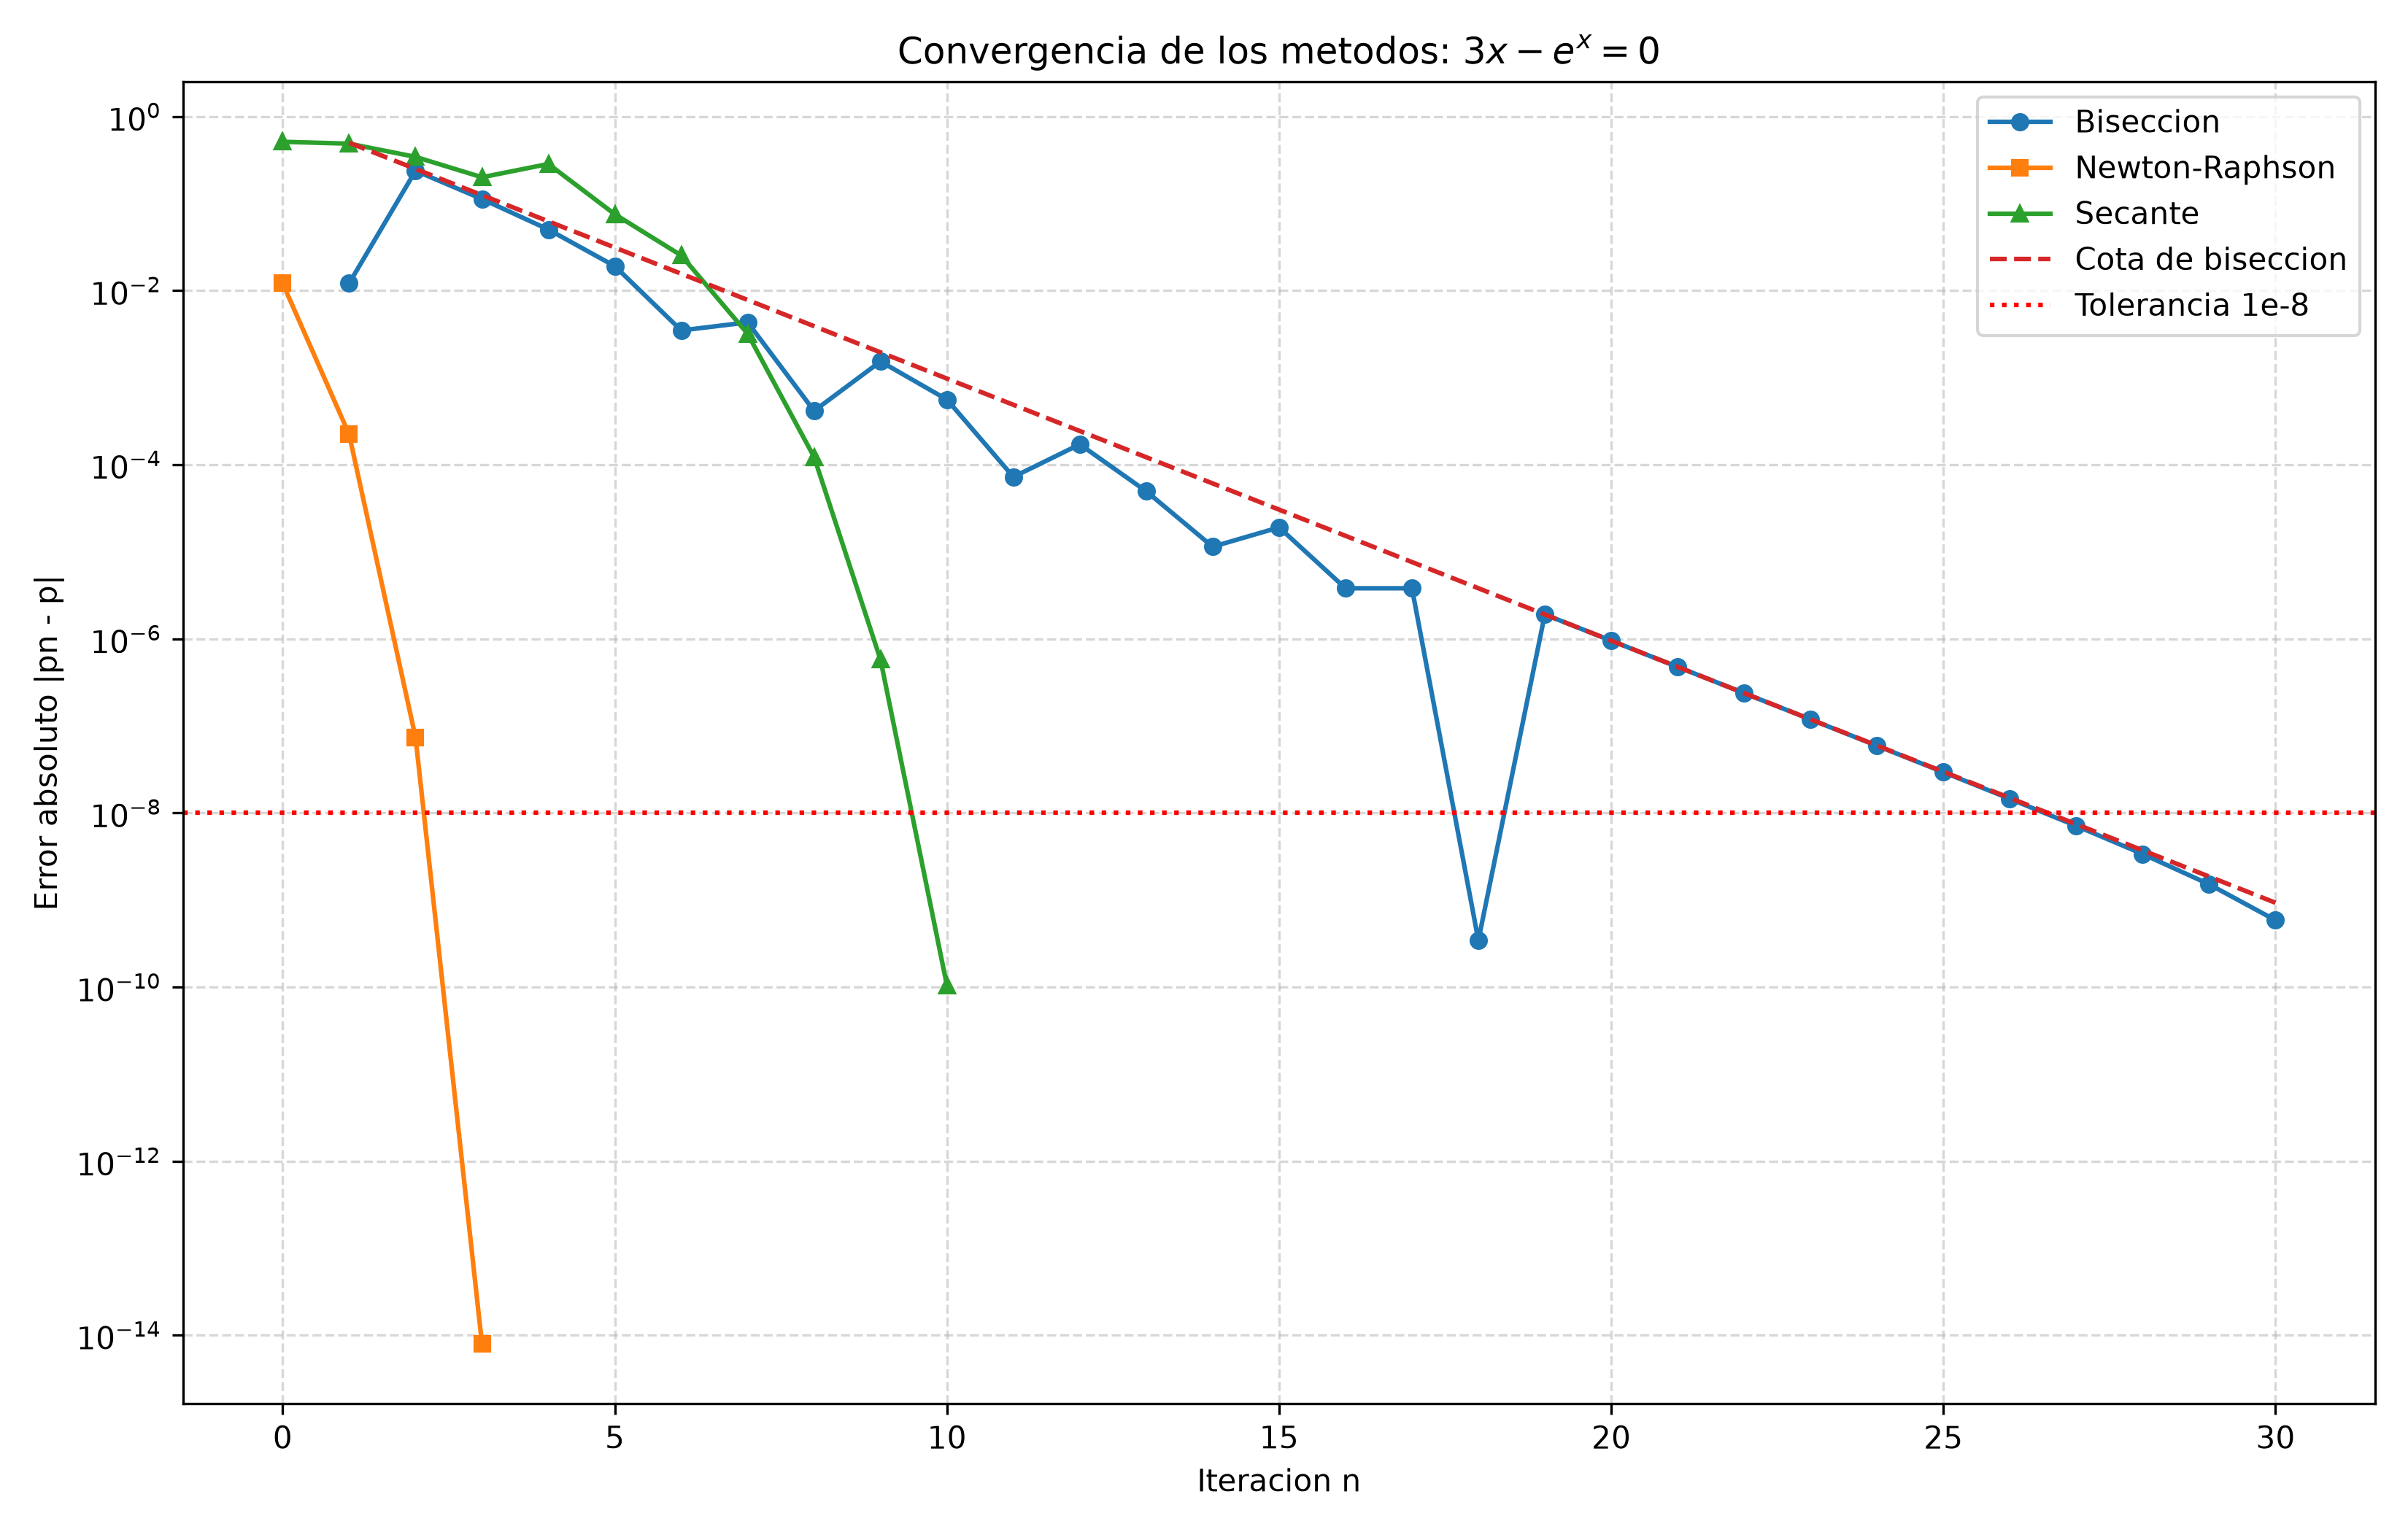 Convergencia de los metodos: $3x - e^x = 0$
Biseccion
Newton-Raphson
Secante
Cota de biseccion
Tolerancia 1e-8
Error absoluto |pn - p|
10⁰
10⁻²
10⁻⁴
10⁻⁶
10⁻⁸
10⁻¹⁰
10⁻¹²
10⁻¹⁴
0 5 10 15 20 25 30
Iteracion n